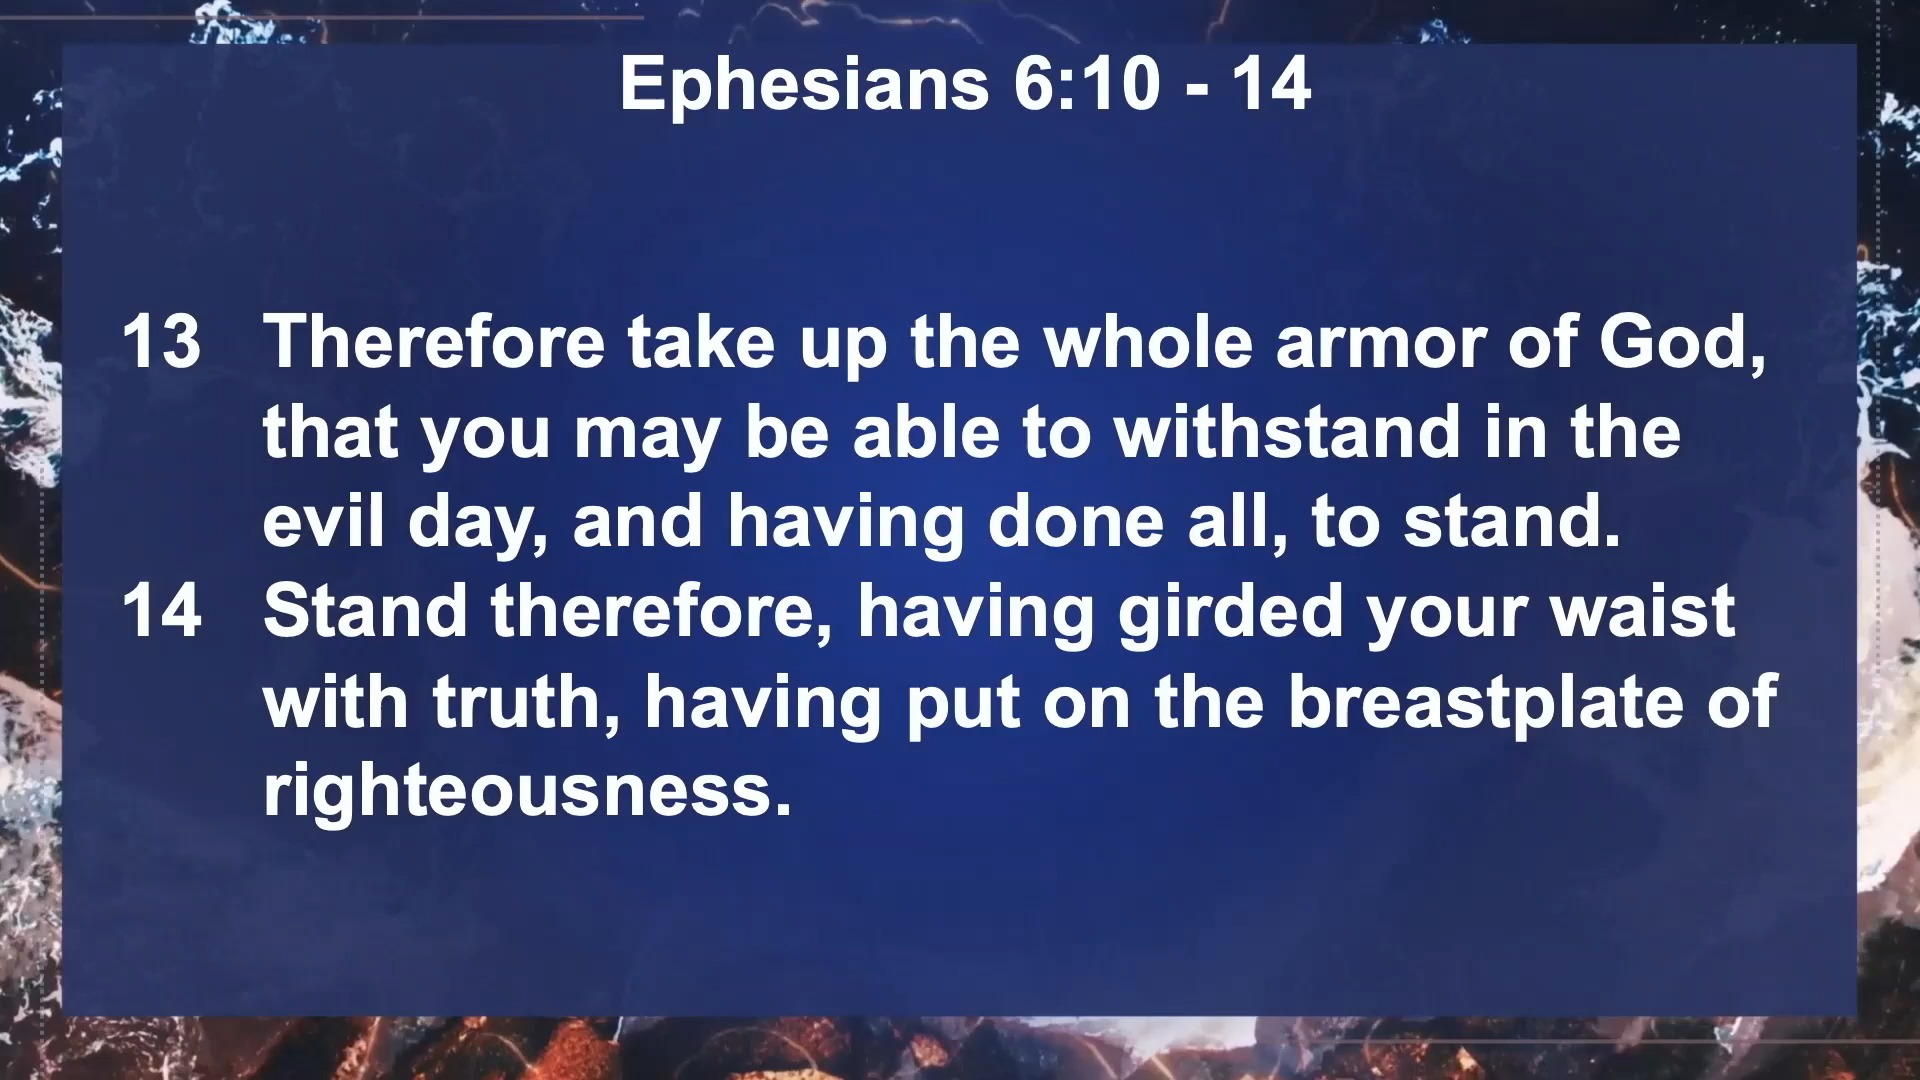 Ephesians 6:10 - 14
13 Therefore take up the whole armor of God,
that you may be able to withstand in the
evil day, and having done all, to stand.
14 Stand therefore, having girded your waist
with truth, having put on the breastplate of
righteousness.